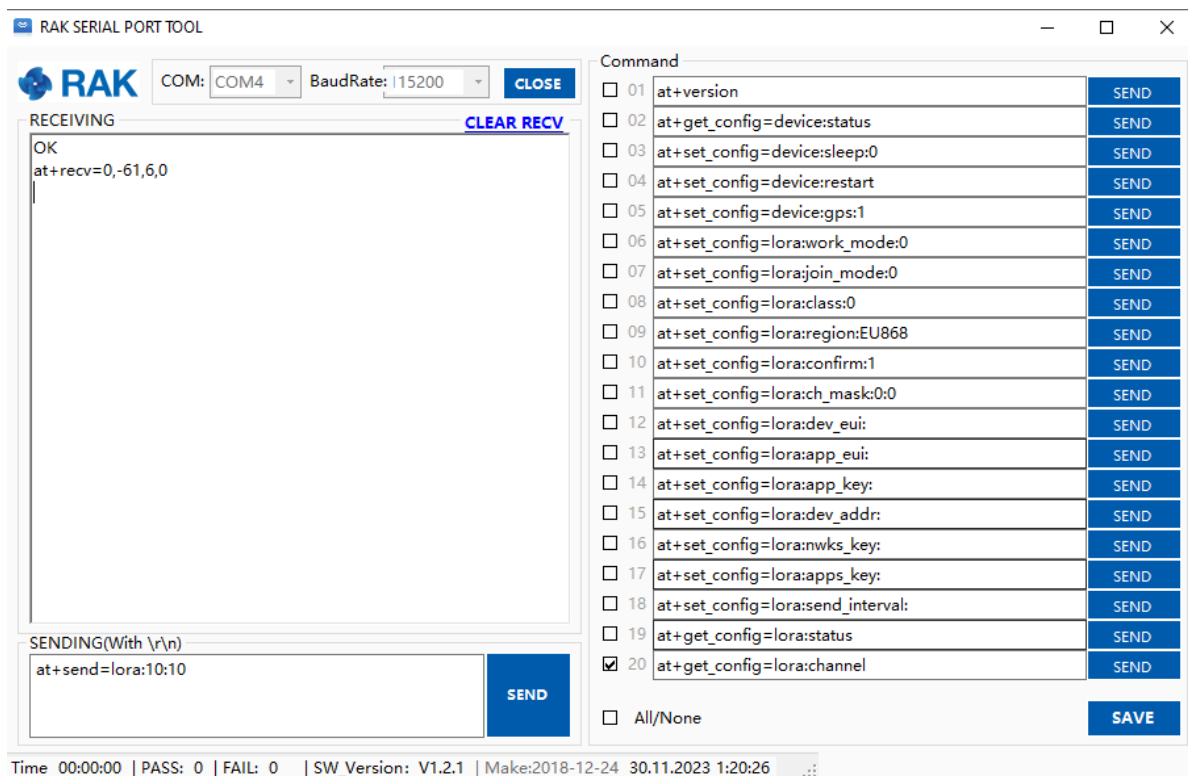 RAK SERIAL PORT TOOL
RAK
COM: COM4 BaudRate: 115200 CLOSE
RECEIVING CLEAR RECV
OK
at+recv=0,-61,6,0
SENDING(With \r\n)
at+send=lora:10:10
SEND
Command
01 at+version SEND
02 at+get_config=device:status SEND
03 at+set_config=device:sleep:0 SEND
04 at+set_config=device:restart SEND
05 at+set_config=device:gps:1 SEND
06 at+set_config=lora:work_mode:0 SEND
07 at+set_config=lora:join_mode:0 SEND
08 at+set_config=lora:class:0 SEND
09 at+set_config=lora:region:EU868 SEND
10 at+set_config=lora:confirm:1 SEND
11 at+set_config=lora:ch_mask:0:0 SEND
12 at+set_config=lora:dev_eui: SEND
13 at+set_config=lora:app_eui: SEND
14 at+set_config=lora:app_key: SEND
15 at+set_config=lora:dev_addr: SEND
16 at+set_config=lora:nwks_key: SEND
17 at+set_config=lora:apps_key: SEND
18 at+set_config=lora:send_interval: SEND
19 at+get_config=lora:status SEND
20 at+get_config=lora:channel SEND
All/None SAVE
Time 00:00:00 | PASS: 0 | FAIL: 0 | SW_Version: V1.2.1 | Make:2018-12-24 30.11.2023 1:20:26